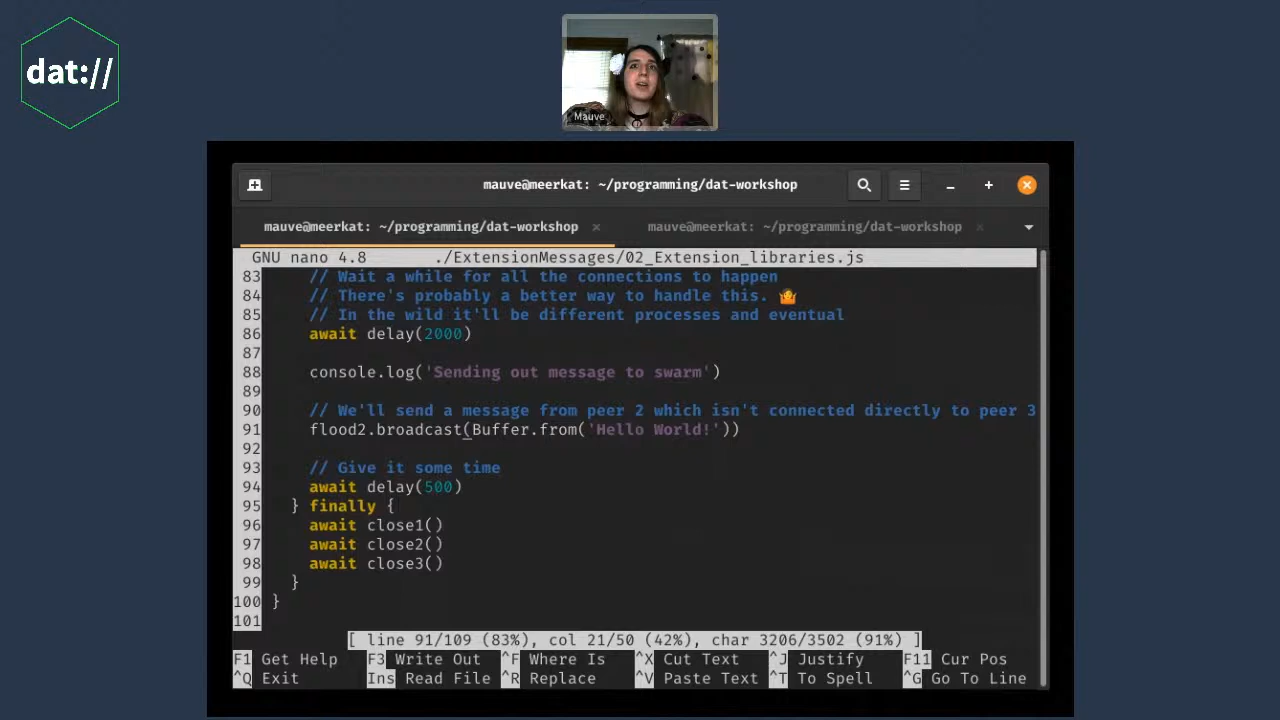 dat://
Mauve
mauve@meerkat: ~/programming/dat-workshop
mauve@meerkat: ~/programming/dat-workshop × mauve@meerkat: ~/programming/dat-workshop ×
GNU nano 4.8 ./ExtensionMessages/02_Extension_libraries.js
83 // Wait a while for all the connections to happen
84 // There's probably a better way to handle this. 🤷
85 // In the wild it'll be different processes and eventual
86 await delay(2000)
87
88 console.log('Sending out message to swarm')
89
90 // We'll send a message from peer 2 which isn't connected directly to peer 3
91 flood2.broadcast(Buffer.from('Hello World!'))
92
93 // Give it some time
94 await delay(500)
95 } finally {
96 await close1()
97 await close2()
98 await close3()
99 }
100 }
101
[ line 91/109 (83%), col 21/50 (42%), char 3206/3502 (91%) ]
F1 Get Help F3 Write Out ^F Where Is ^X Cut Text ^J Justify F11 Cur Pos
^Q Exit Ins Read File ^R Replace ^V Paste Text ^T To Spell ^G Go To Line